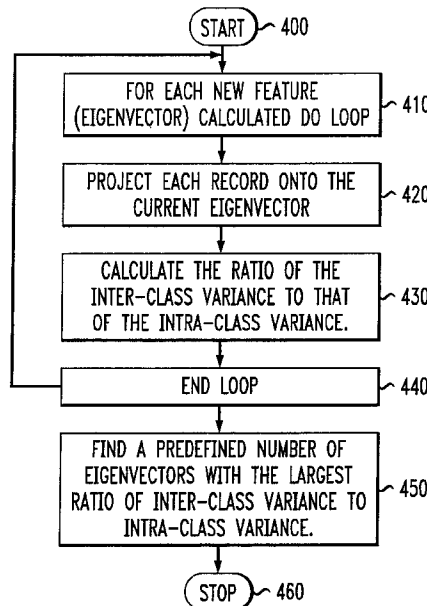 START
400
FOR EACH NEW FEATURE
(EIGENVECTOR) CALCULATED DO LOOP
410
PROJECT EACH RECORD ONTO THE
CURRENT EIGENVECTOR
420
CALCULATE THE RATIO OF THE
INTER-CLASS VARIANCE TO THAT
OF THE INTRA-CLASS VARIANCE.
430
END LOOP
440
FIND A PREDEFINED NUMBER OF
EIGENVECTORS WITH THE LARGEST
RATIO OF INTER-CLASS VARIANCE TO
INTRA-CLASS VARIANCE.
450
STOP
460